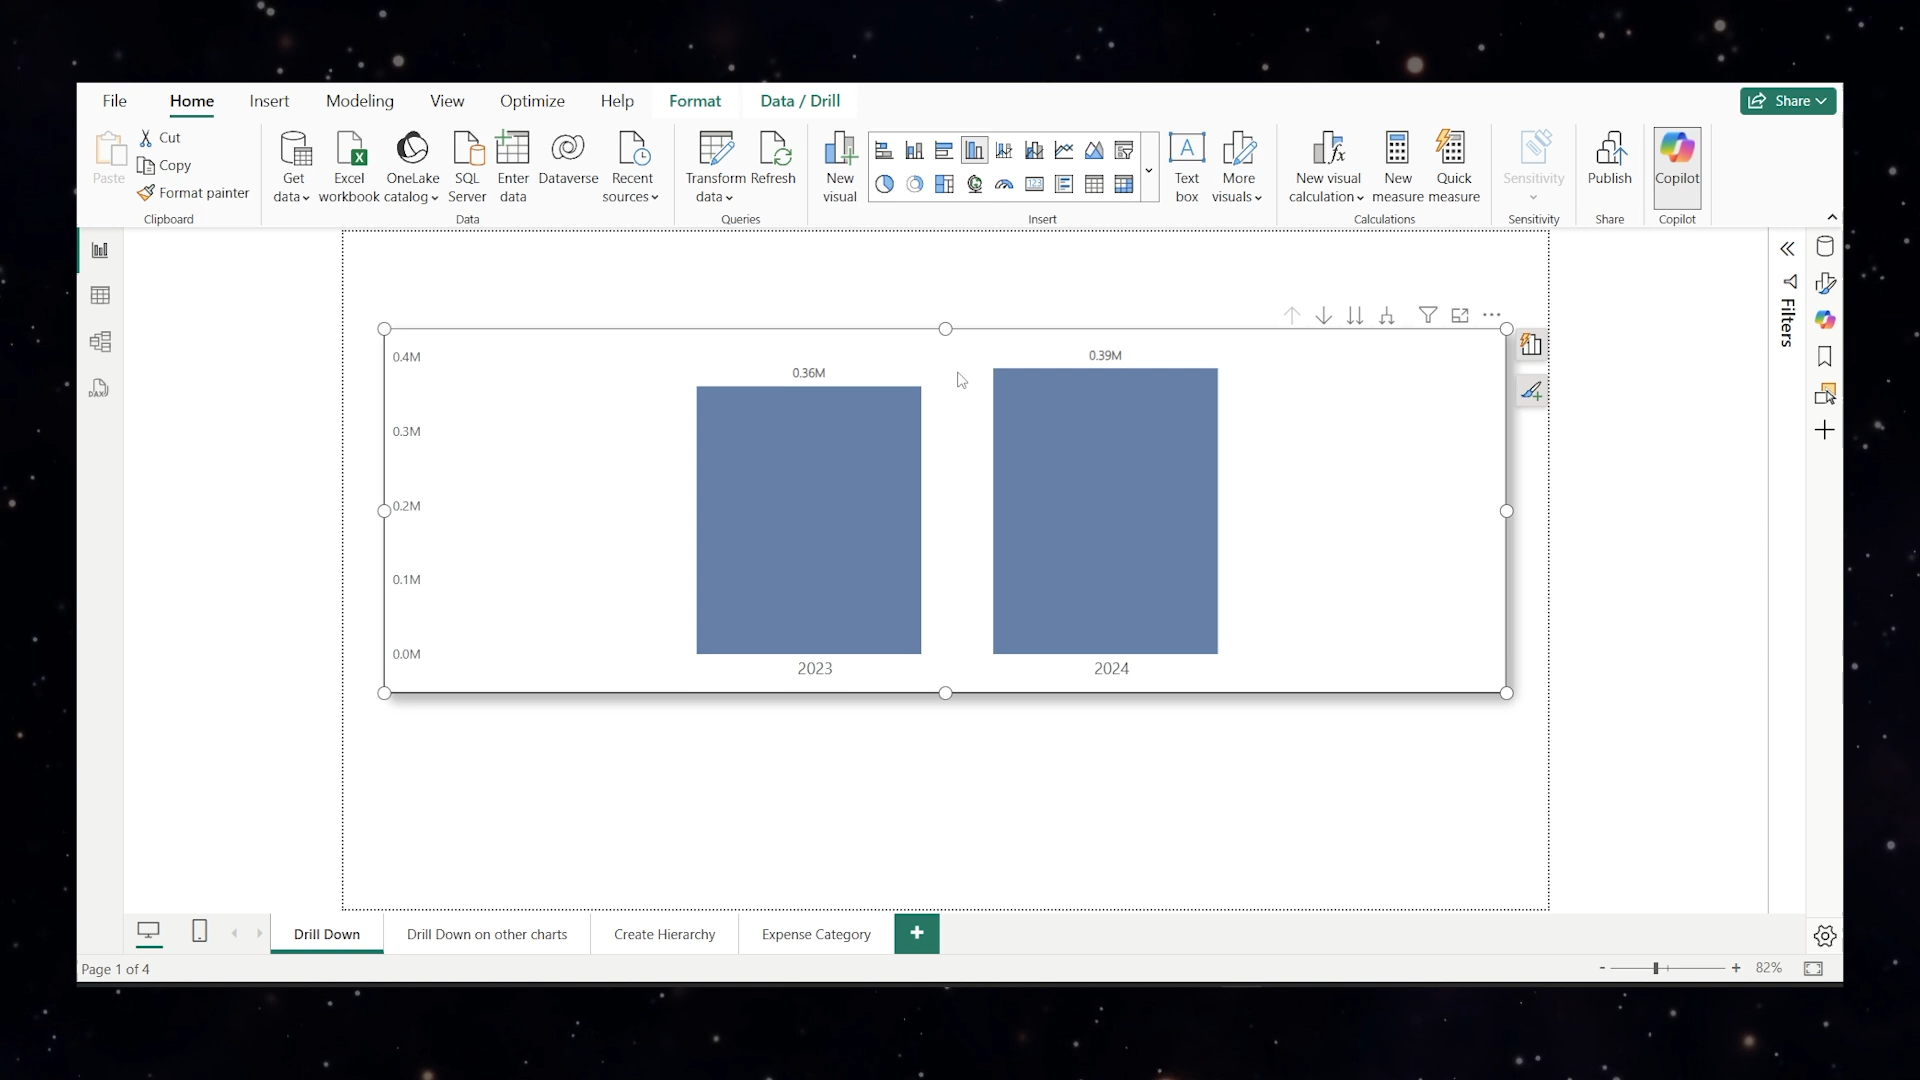 File Home Insert Modeling View Optimize Help Format Data / Drill Share
Paste
Cut
Copy
Format painter
Clipboard
Get data
Excel workbook
OneLake catalog
SQL Server
Enter data
Dataverse
Recent sources
Data
Transform data
Refresh
Queries
New visual
Text box
More visuals
Insert
New visual calculation
New measure
Quick measure
Calculations
Sensitivity
Sensitivity
Publish
Share
Copilot
Copilot
DAX
Filters
0.4M
0.3M
0.2M
0.1M
0.0M
0.36M
0.39M
2023
2024
Drill Down
Drill Down on other charts
Create Hierarchy
Expense Category
+
Page 1 of 4
- + 82%